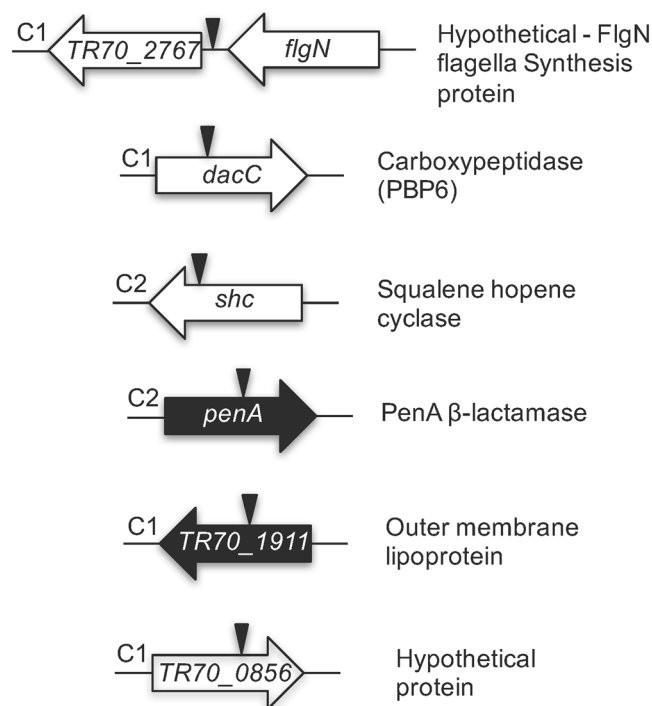 C1 TR70_2767 flgN Hypothetical - FlgN
flagella Synthesis
protein
C1 dacC Carboxypeptidase
(PBP6)
C2 shc Squalene hopene
cyclase
C2 penA PenA β-lactamase
C1 TR70_1911 Outer membrane
lipoprotein
C1 TR70_0856 Hypothetical
protein